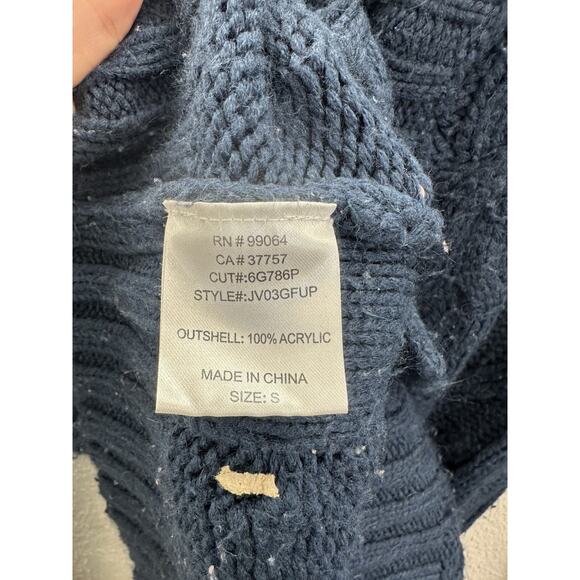 RN # 99064
CA # 37757
CUT#:6G786P
STYLE#:JV03GFUP
OUTSHELL: 100% ACRYLIC
MADE IN CHINA
SIZE: S